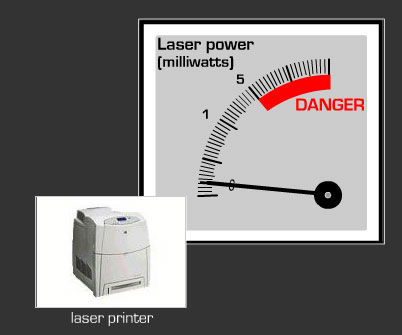 Laser power
(milliwatts)
5
1
DANGER
0
laser printer